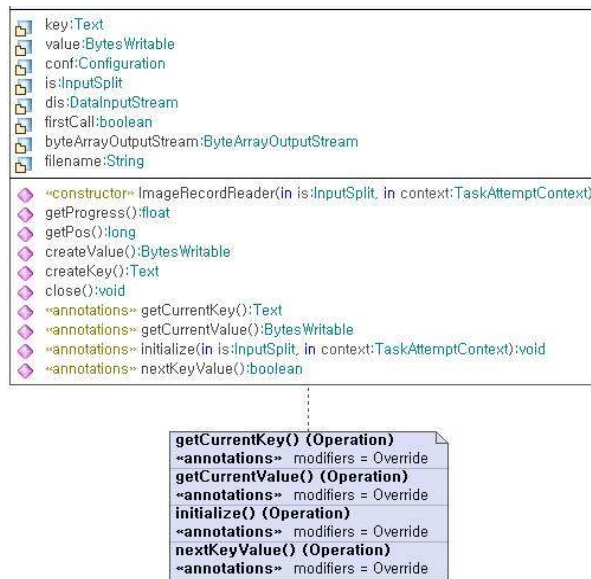 key:Text
value:BytesWritable
conf:Configuration
is:InputSplit
dis:DataInputStream
firstCall:boolean
byteArrayOutputStream:ByteArrayOutputStream
filename:String
«constructor» ImageRecordReader(in is:InputSplit, in context:TaskAttemptContext)
getProgress():float
getPos():long
createValue():BytesWritable
createKey():Text
close():void
«annotations» getCurrentKey():Text
«annotations» getCurrentValue():BytesWritable
«annotations» initialize(in is:InputSplit, in context:TaskAttemptContext):void
«annotations» nextKeyValue():boolean
getCurrentKey() (Operation)
«annotations» modifiers = Override
getCurrentValue() (Operation)
«annotations» modifiers = Override
initialize() (Operation)
«annotations» modifiers = Override
nextKeyValue() (Operation)
«annotations» modifiers = Override